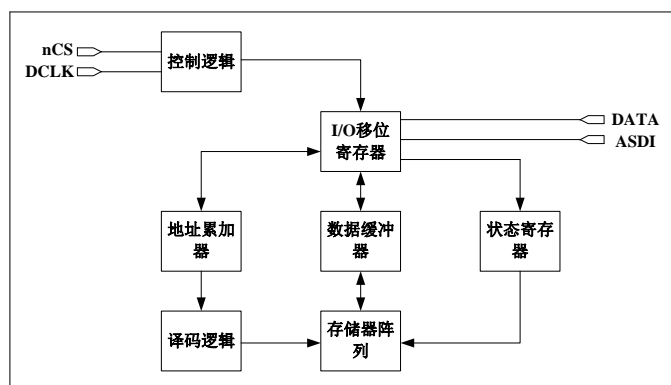 nCS
DCLK
控制逻辑
I/O移位
寄存器
DATA
ASDI
地址累加
器
数据缓冲
器
状态寄存
器
译码逻辑
存储器阵
列